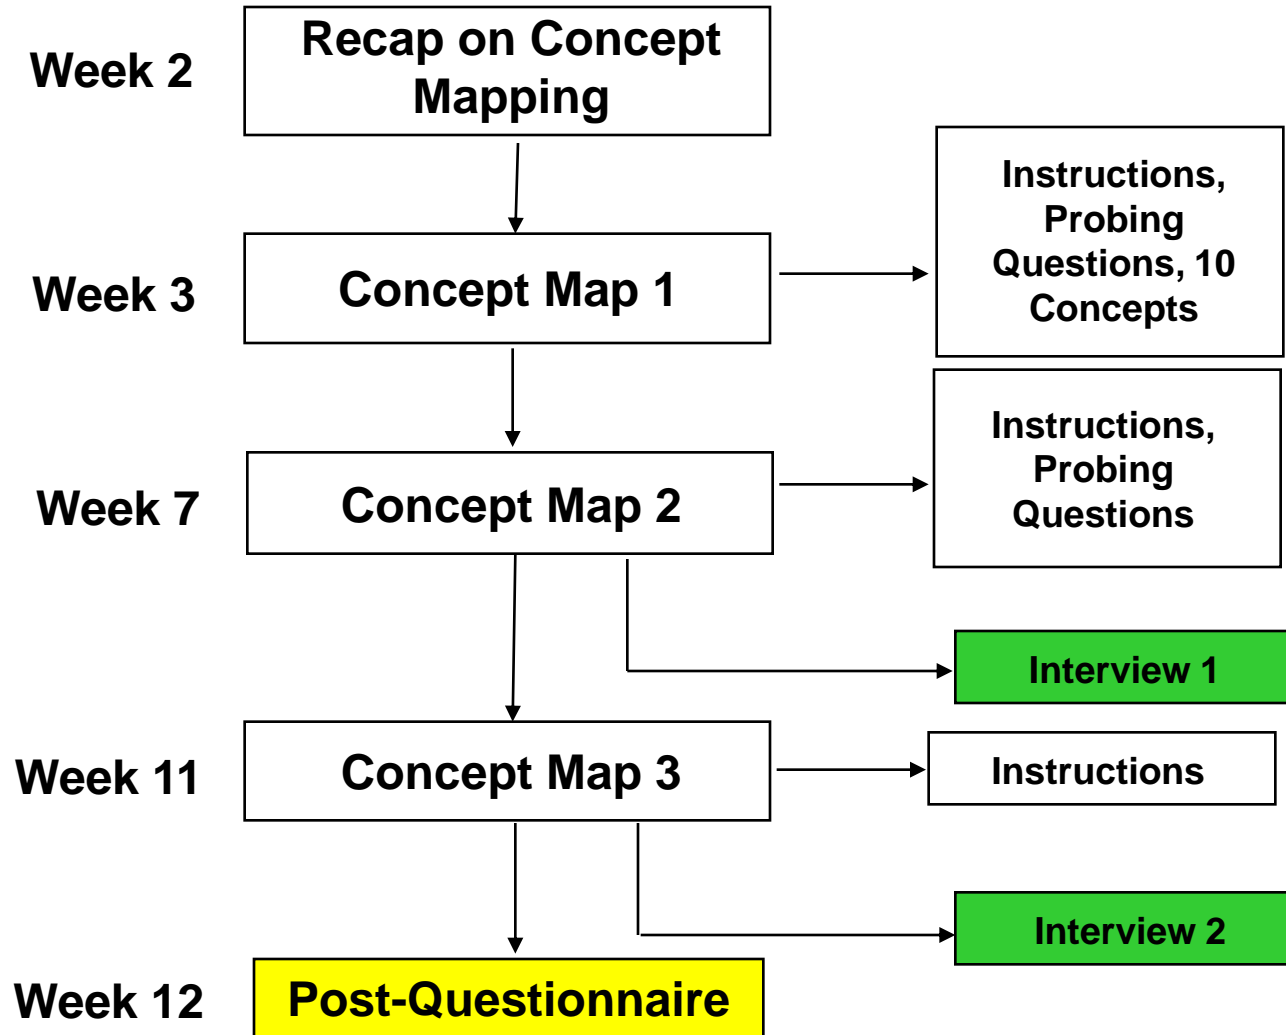 Week 2
Recap on Concept
Mapping
Week 3
Concept Map 1
Instructions,
Probing
Questions, 10
Concepts
Week 7
Concept Map 2
Instructions,
Probing
Questions
Interview 1
Week 11
Concept Map 3
Instructions
Interview 2
Week 12
Post-Questionnaire